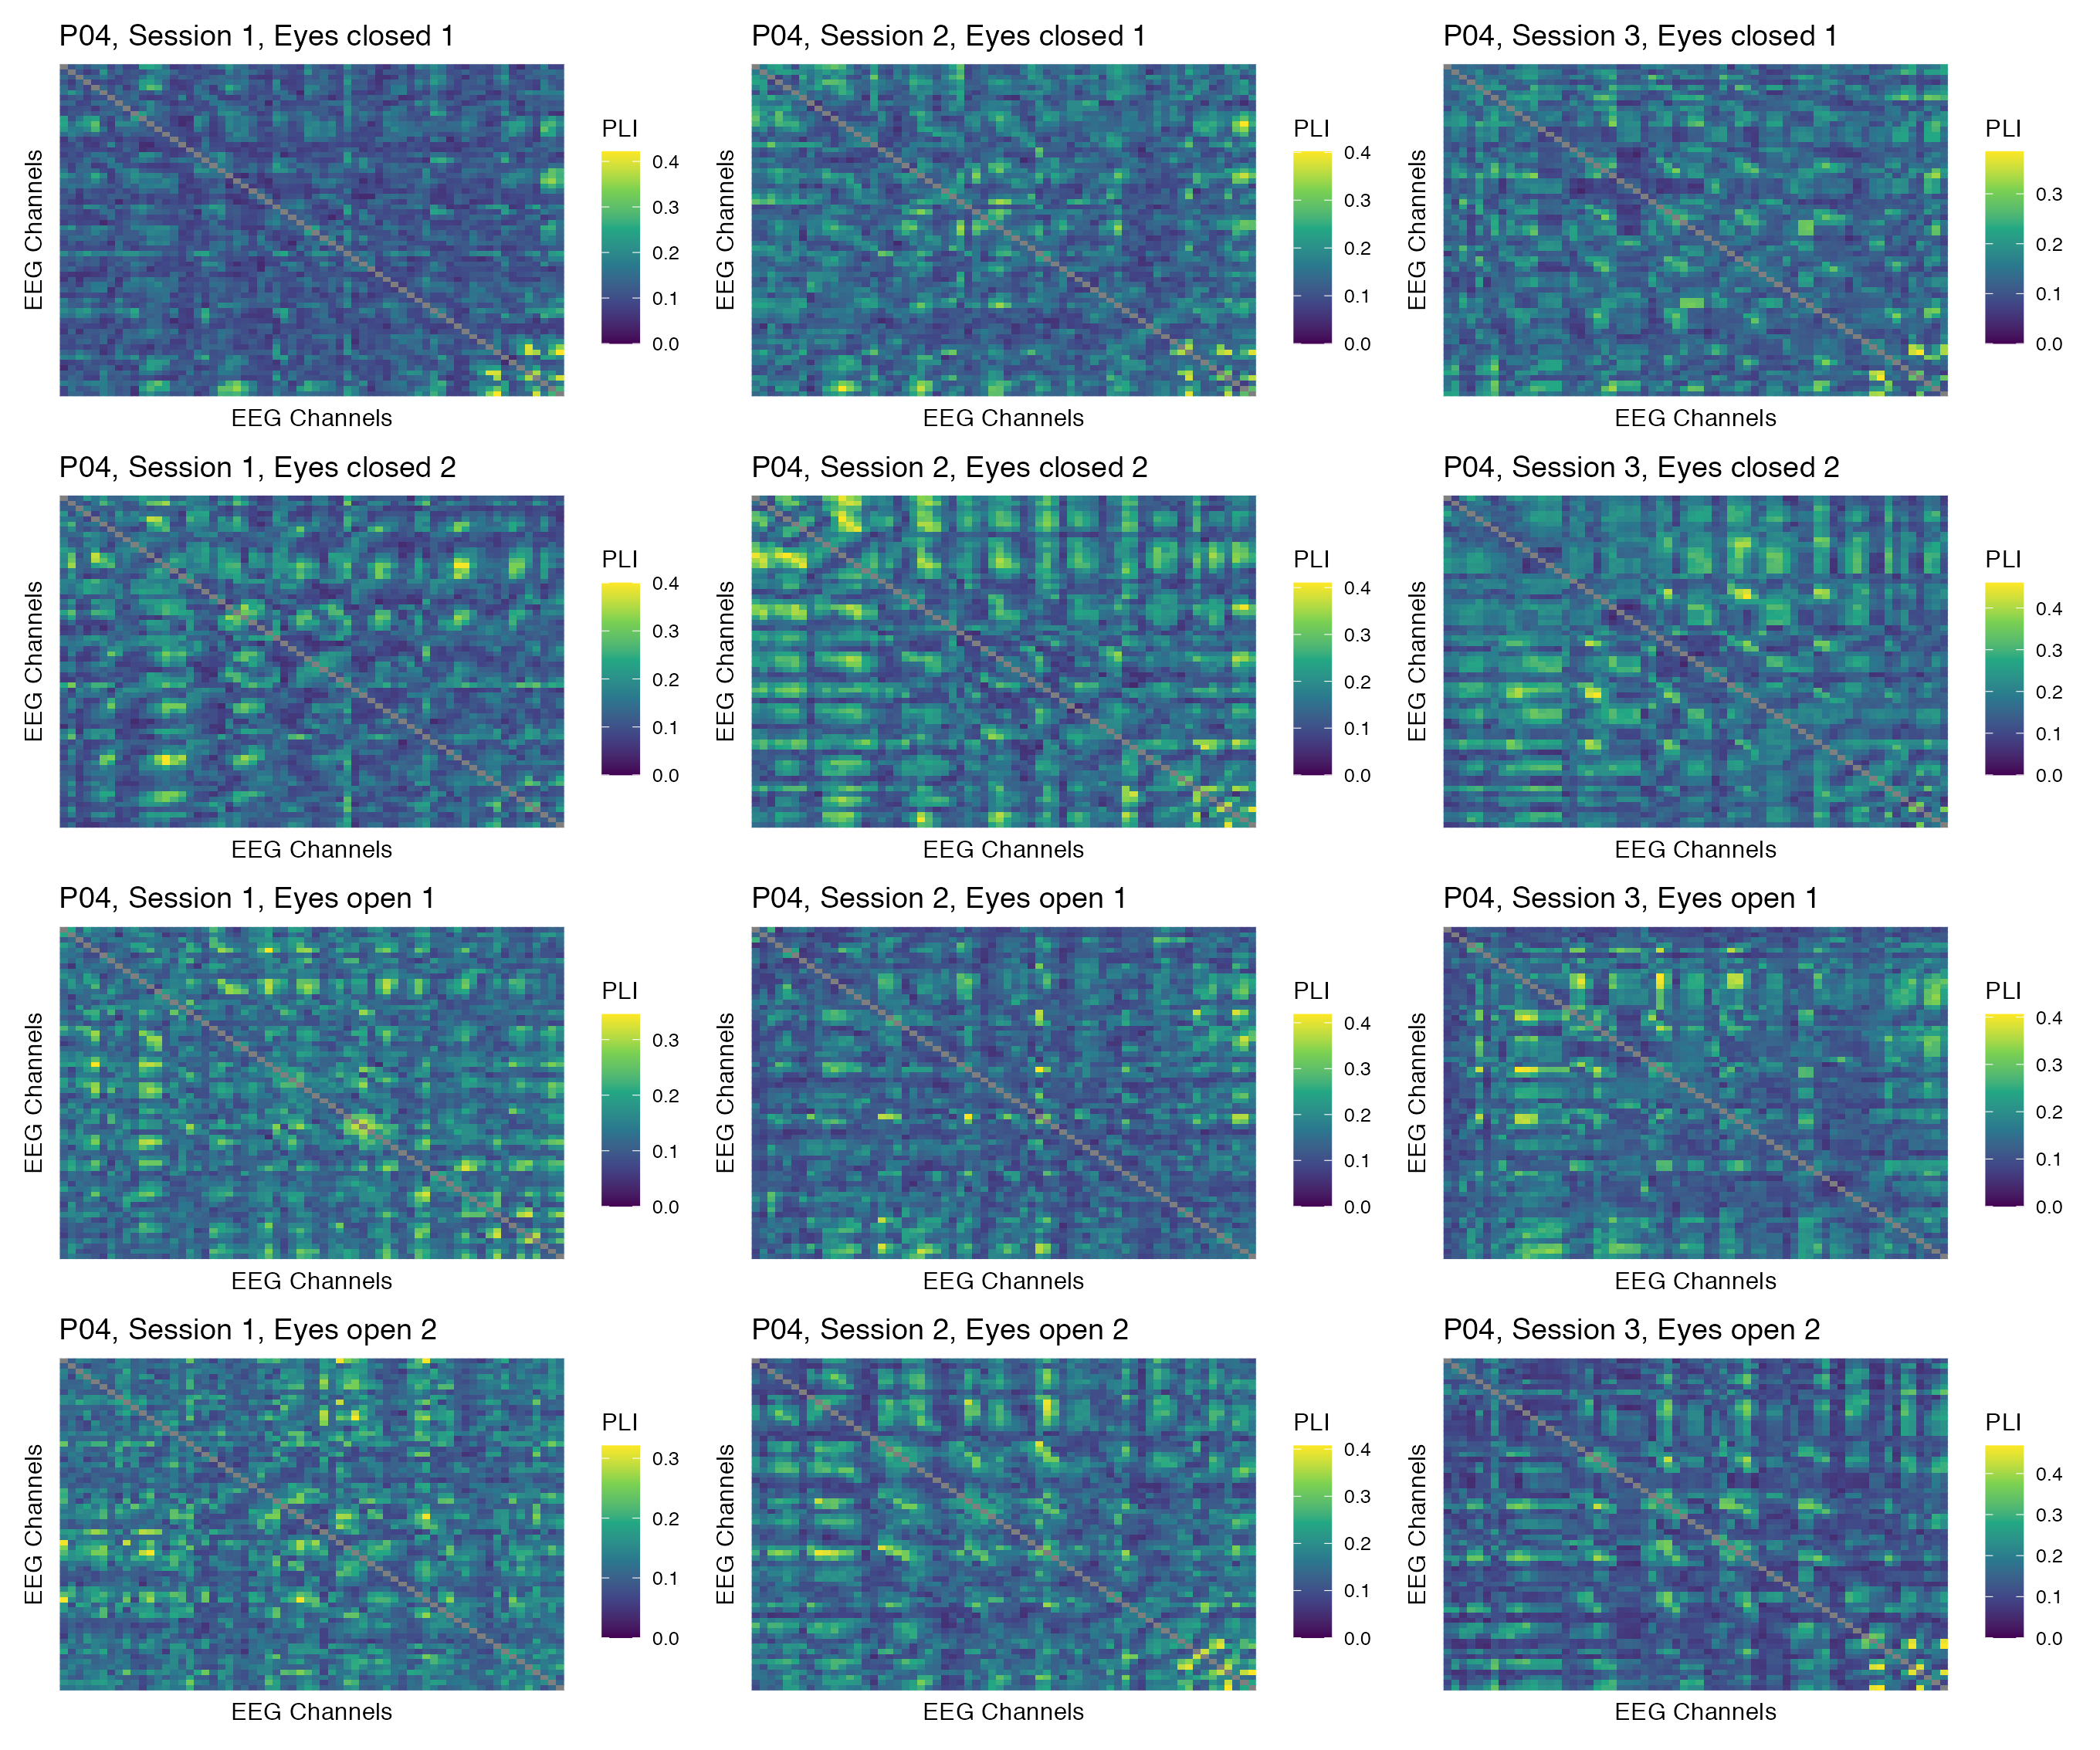 P04, Session 1, Eyes closed 1
EEG Channels
EEG Channels
PLI
0.4
0.3
0.2
0.1
0.0
P04, Session 2, Eyes closed 1
EEG Channels
EEG Channels
PLI
0.4
0.3
0.2
0.1
0.0
P04, Session 3, Eyes closed 1
EEG Channels
EEG Channels
PLI
0.3
0.2
0.1
0.0
P04, Session 1, Eyes closed 2
EEG Channels
EEG Channels
PLI
0.4
0.3
0.2
0.1
0.0
P04, Session 2, Eyes closed 2
EEG Channels
EEG Channels
PLI
0.4
0.3
0.2
0.1
0.0
P04, Session 3, Eyes closed 2
EEG Channels
EEG Channels
PLI
0.4
0.3
0.2
0.1
0.0
P04, Session 1, Eyes open 1
EEG Channels
EEG Channels
PLI
0.3
0.2
0.1
0.0
P04, Session 2, Eyes open 1
EEG Channels
EEG Channels
PLI
0.4
0.3
0.2
0.1
0.0
P04, Session 3, Eyes open 1
EEG Channels
EEG Channels
PLI
0.4
0.3
0.2
0.1
0.0
P04, Session 1, Eyes open 2
EEG Channels
EEG Channels
PLI
0.3
0.2
0.1
0.0
P04, Session 2, Eyes open 2
EEG Channels
EEG Channels
PLI
0.4
0.3
0.2
0.1
0.0
P04, Session 3, Eyes open 2
EEG Channels
EEG Channels
PLI
0.4
0.3
0.2
0.1
0.0